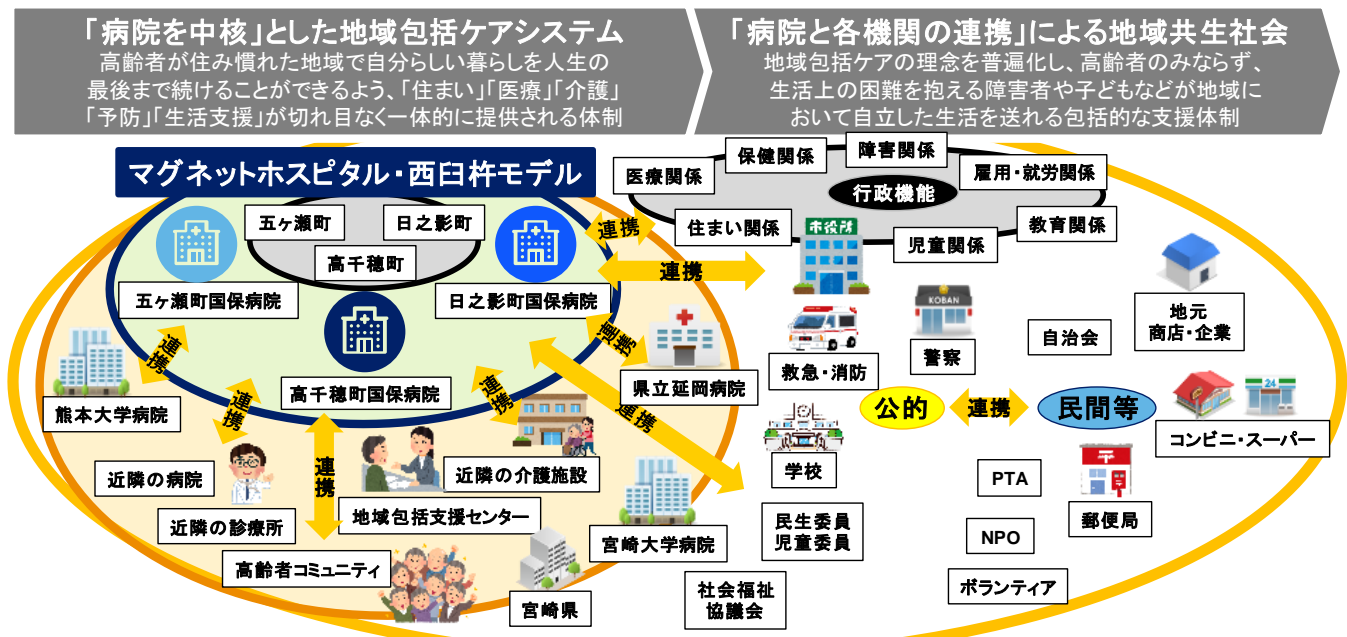 「病院を中核」とした地域包括ケアシステム
高齢者が住み慣れた地域で自分らしい暮らしを人生の
最後まで続けることができるよう、「住まい」「医療」「介護」
「予防」「生活支援」が切れ目なく一体的に提供される体制
「病院と各機関の連携」による地域共生社会
地域包括ケアの理念を普遍化し、高齢者のみならず、
生活上の困難を抱える障害者や子どもなどが地域に
おいて自立した生活を送れる包括的な支援体制
マグネットホスピタル・西臼杵モデル
五ヶ瀬町
日之影町
高千穂町
五ヶ瀬町国保病院
日之影町国保病院
高千穂町国保病院
連携
連携
連携
連携
連携
連携
連携
連携
熊本大学病院
近隣の病院
近隣の診療所
高齢者コミュニティ
地域包括支援センター
近隣の介護施設
県立延岡病院
宮崎大学病院
宮崎県
医療関係
保健関係
障害関係
雇用・就労関係
行政機能
住まい関係
児童関係
教育関係
市役所
救急・消防
KOBAN
警察
自治会
地元
商店・企業
公的
連携
民間等
24
コンビニ・スーパー
学校
PTA
郵便局
民生委員
児童委員
NPO
社会福祉
協議会
ボランティア